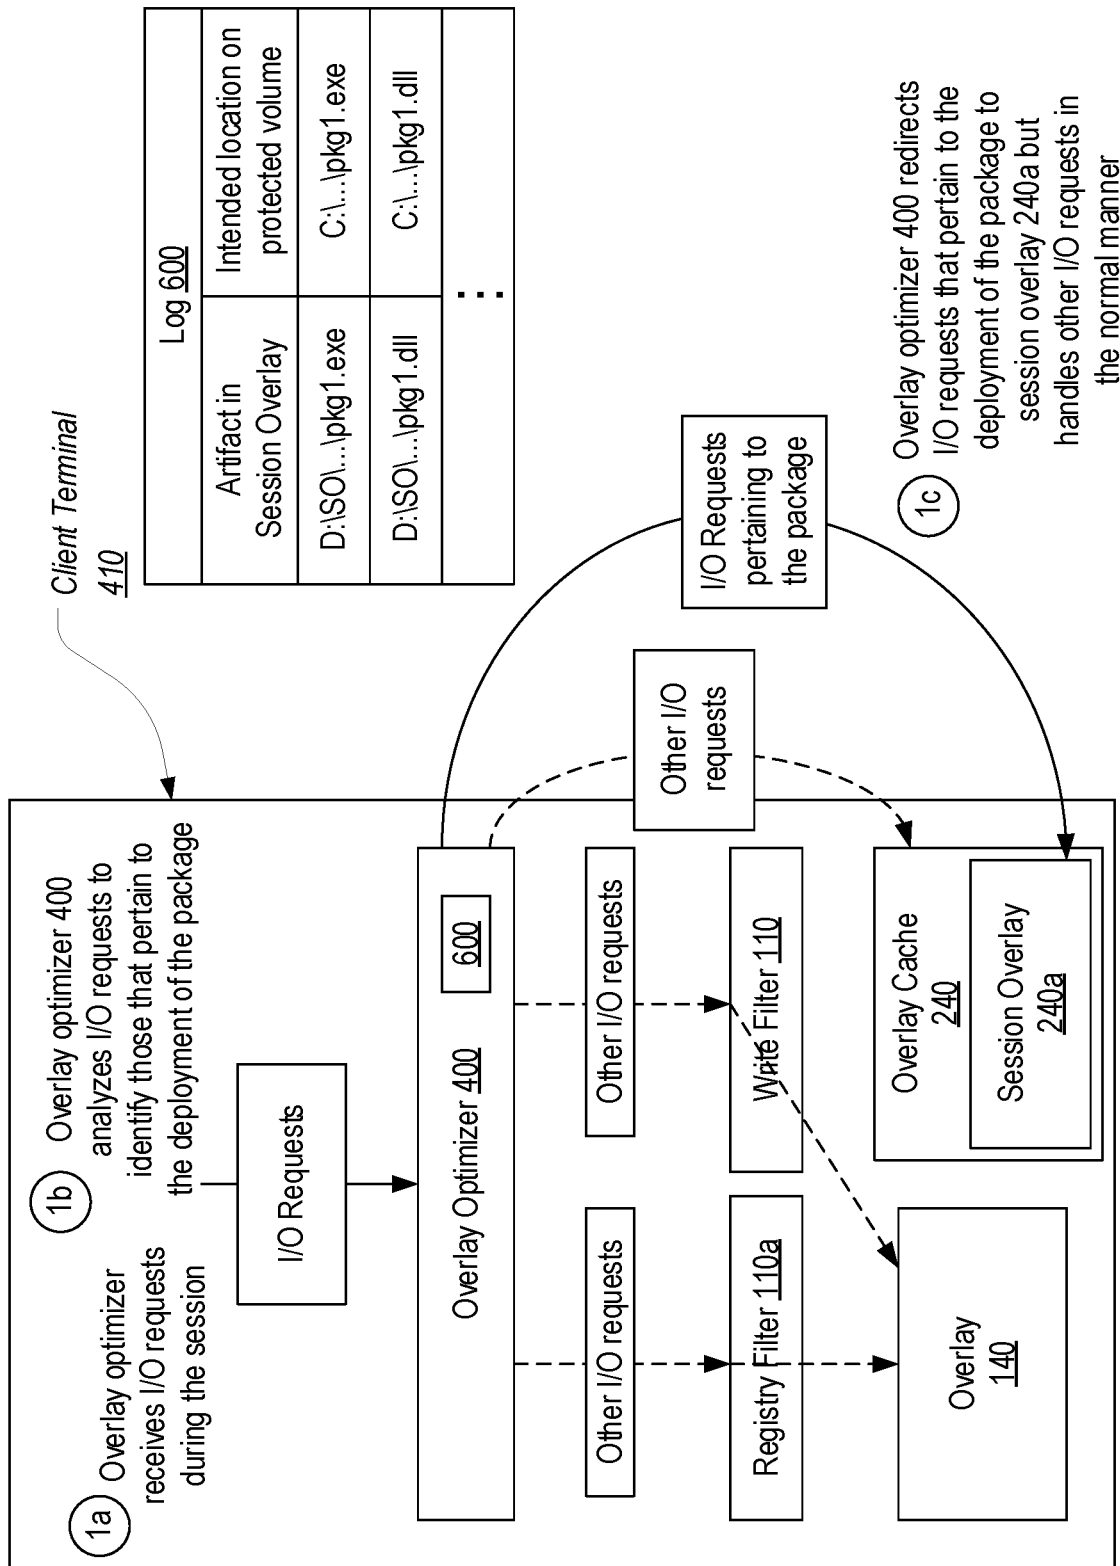 1a
Overlay optimizer
receives I/O requests
during the session
1b
Overlay optimizer 400
analyzes I/O requests to
identify those that pertain to
the deployment of the package
Client Terminal
410
I/O Requests
Overlay Optimizer 400
600
Other I/O requests
Other I/O requests
Other I/O
requests
I/O Requests
pertaining to
the package
Registry Filter 110a
Write Filter 110
Overlay
140
Overlay Cache
240
Session Overlay
240a
Log 600
Artifact in
Session Overlay
Intended location on
protected volume
D:\SO\...\pkg1.exe
C:\...\pkg1.exe
D:\SO\...\pkg1.dll
C:\...\pkg1.dll
...
1c
Overlay optimizer 400 redirects
I/O requests that pertain to the
deployment of the package to
session overlay 240a but
handles other I/O requests in
the normal manner